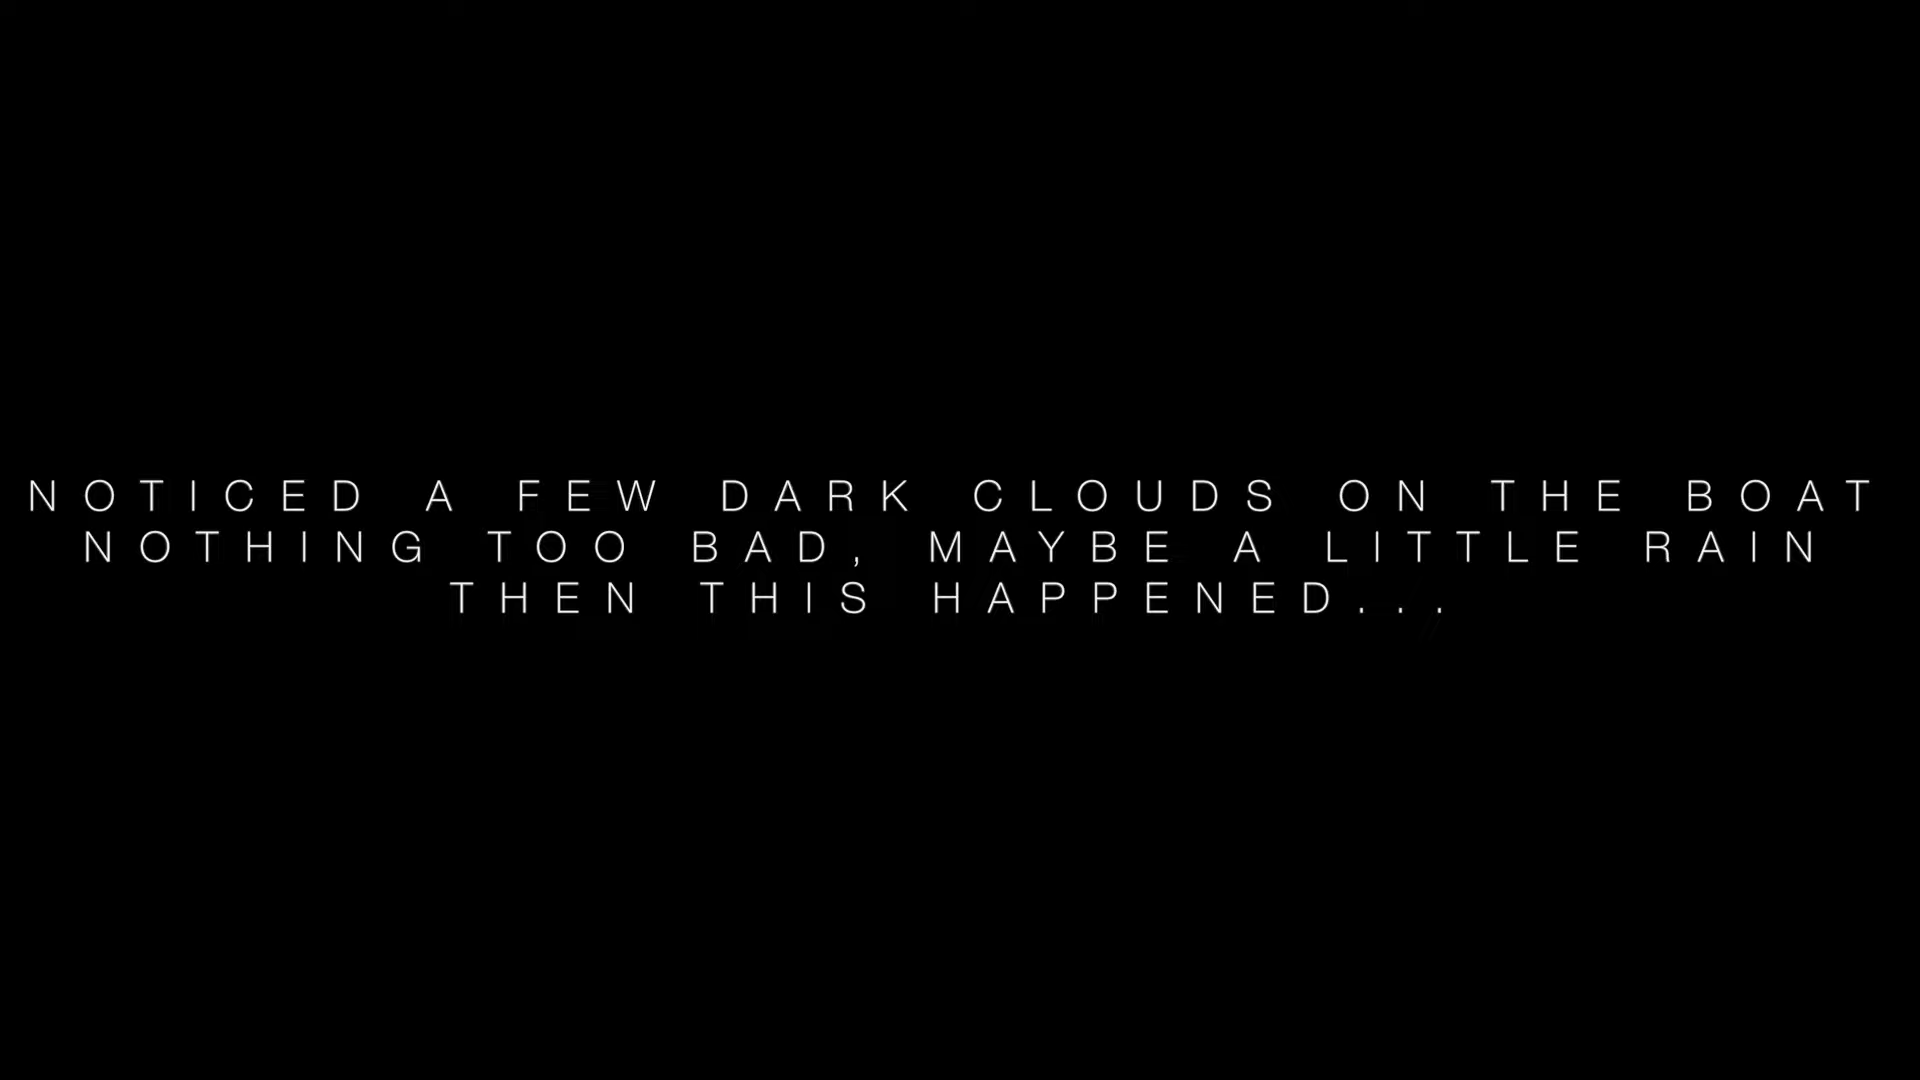 NOTICED A FEW DARK CLOUDS ON THE BOAT
NOTHING TOO BAD, MAYBE A LITTLE RAIN
THEN THIS HAPPENED...